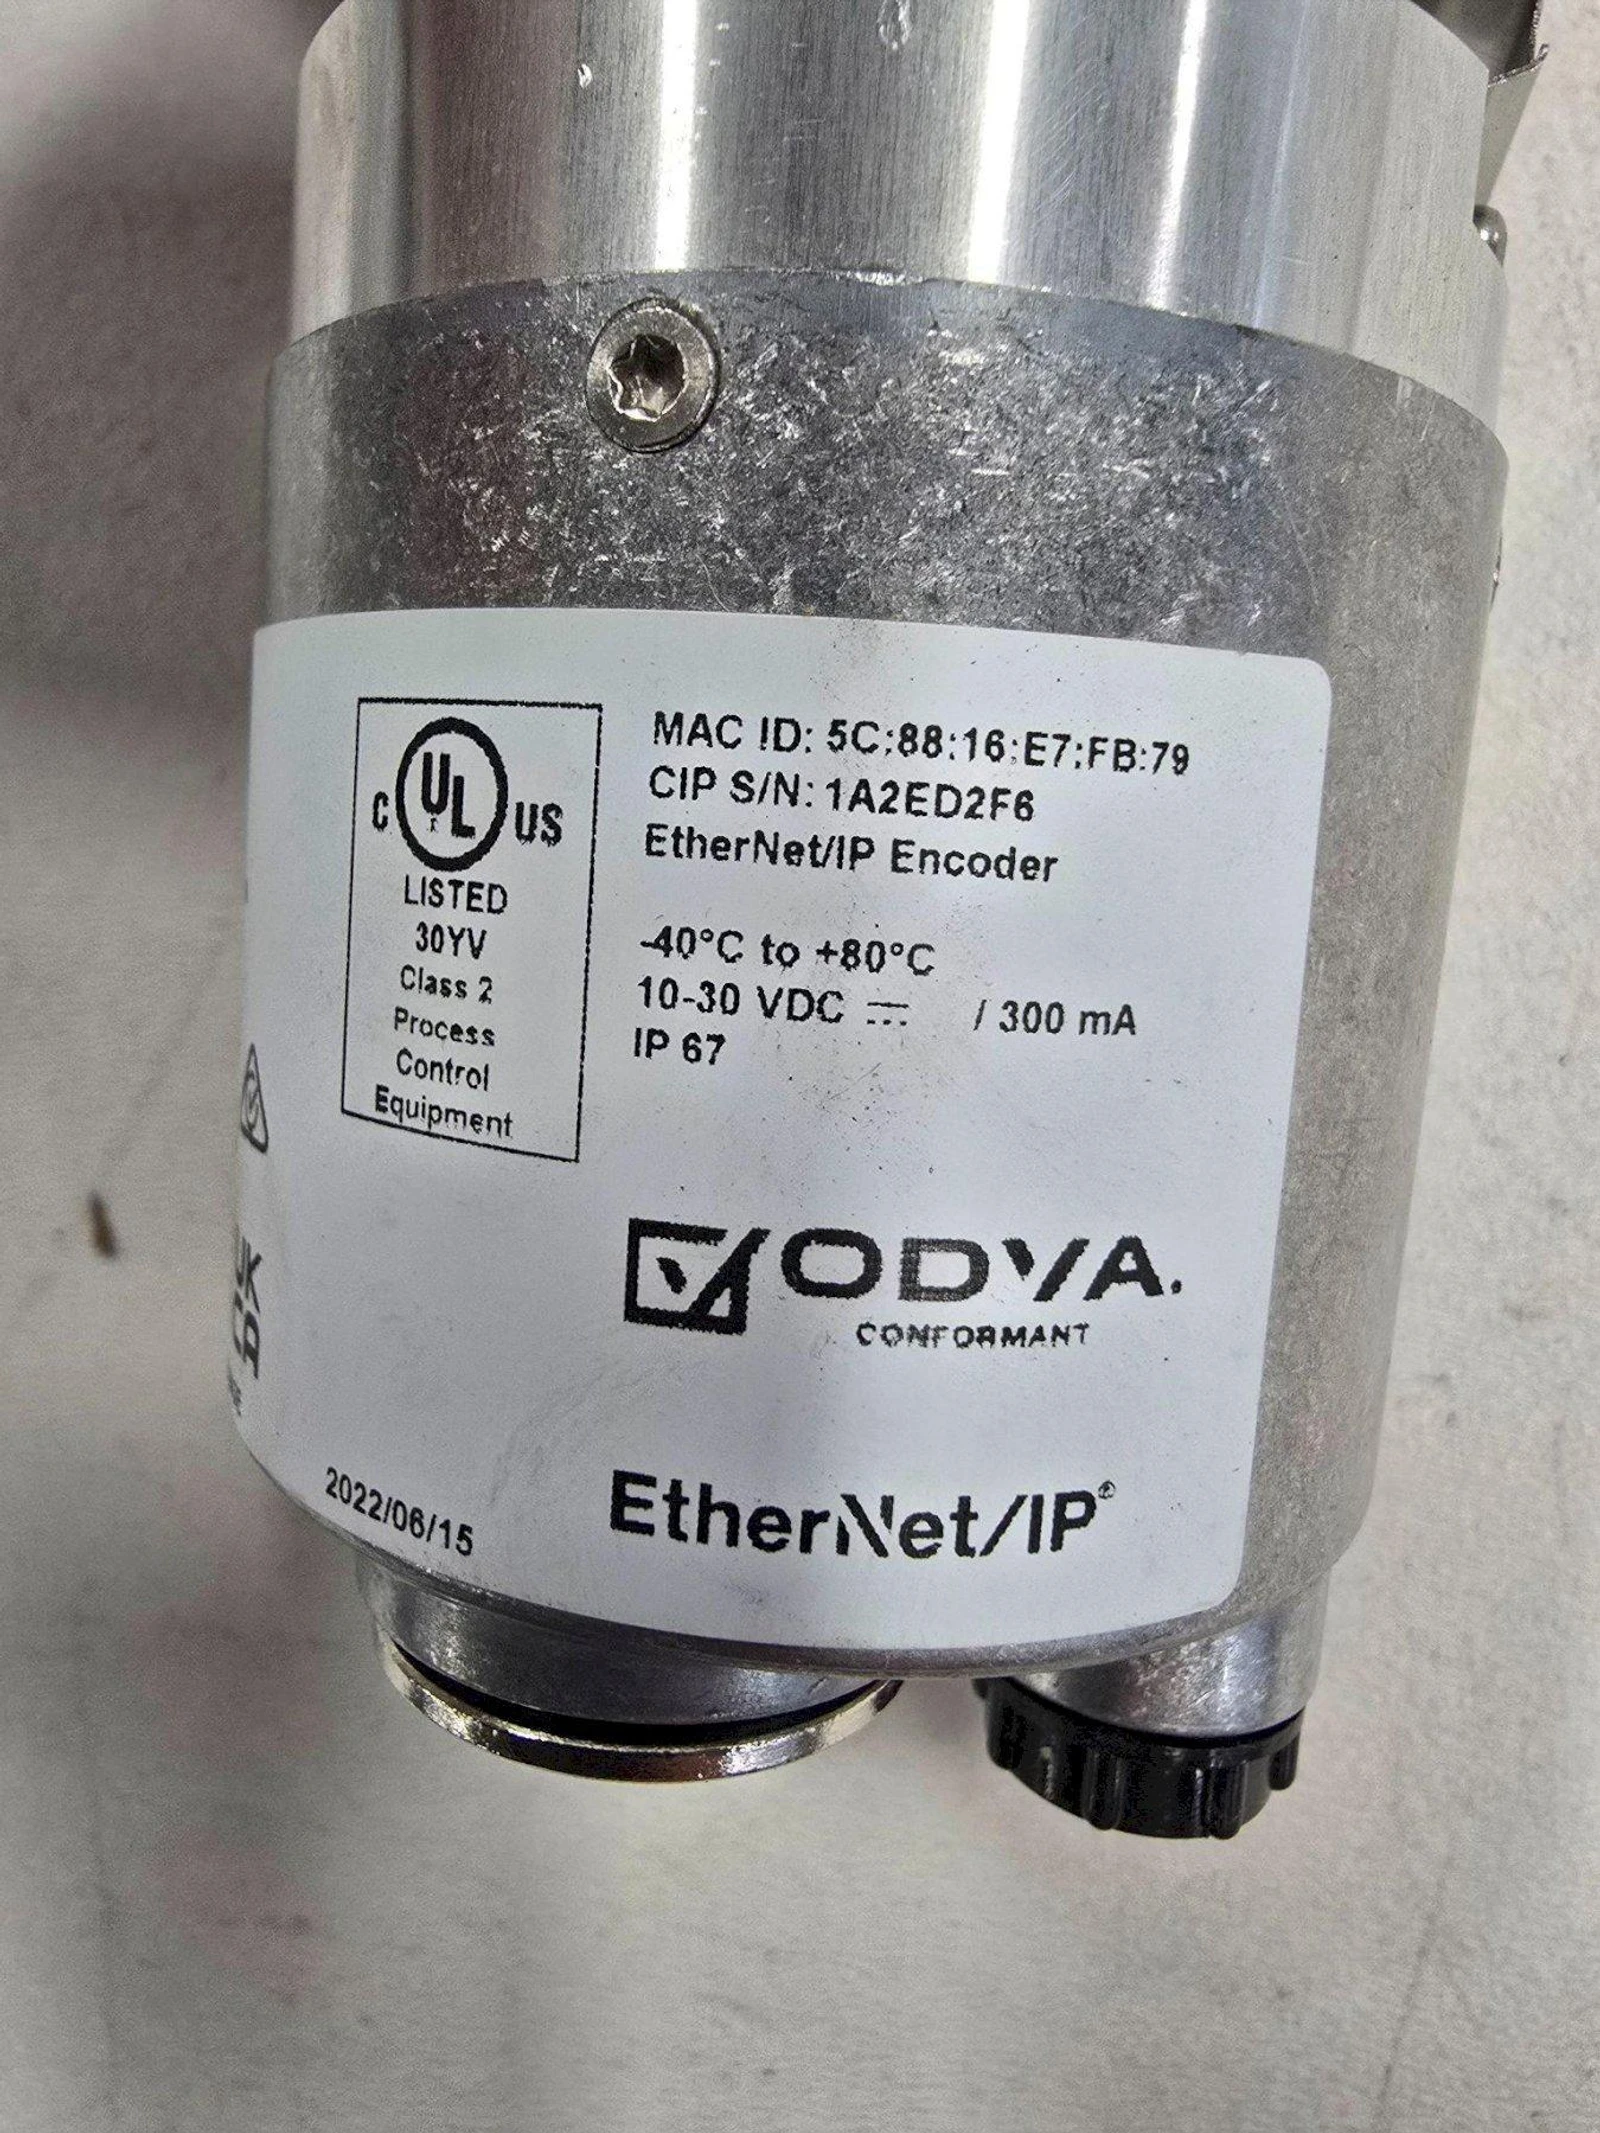 C UL US
LISTED
30YV
Class 2
Process
Control
Equipment
MAC ID: 5C:88:16:E7:FB:79
CIP S/N: 1A2ED2F6
EtherNet/IP Encoder
-40°C to +80°C
10-30 VDC ⎓ / 300 mA
IP 67
ODVA.
CONFORMANT
UK
CA
2022/06/15
EtherNet/IP®